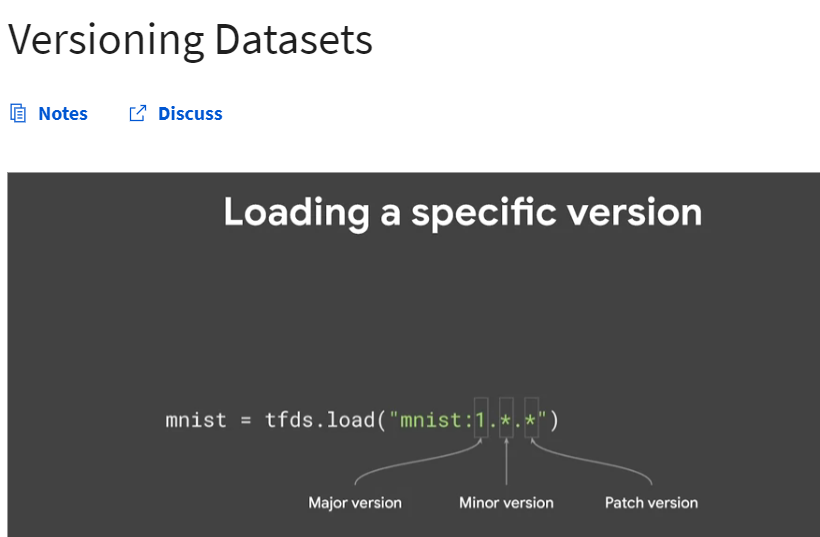 Versioning Datasets
Notes Discuss
Loading a specific version
mnist = tfds.load("mnist:1.*.*")
Major version Minor version Patch version